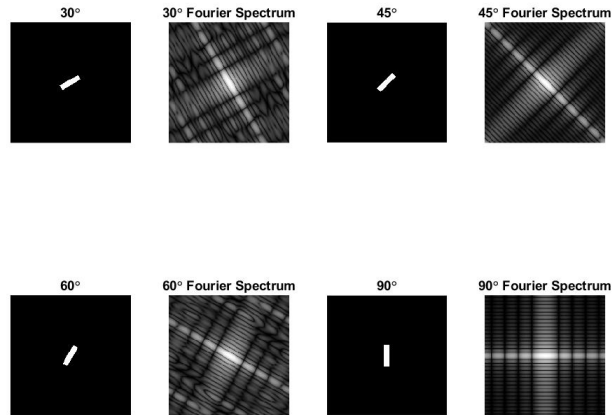 30°
30° Fourier Spectrum
45°
45° Fourier Spectrum
60°
60° Fourier Spectrum
90°
90° Fourier Spectrum